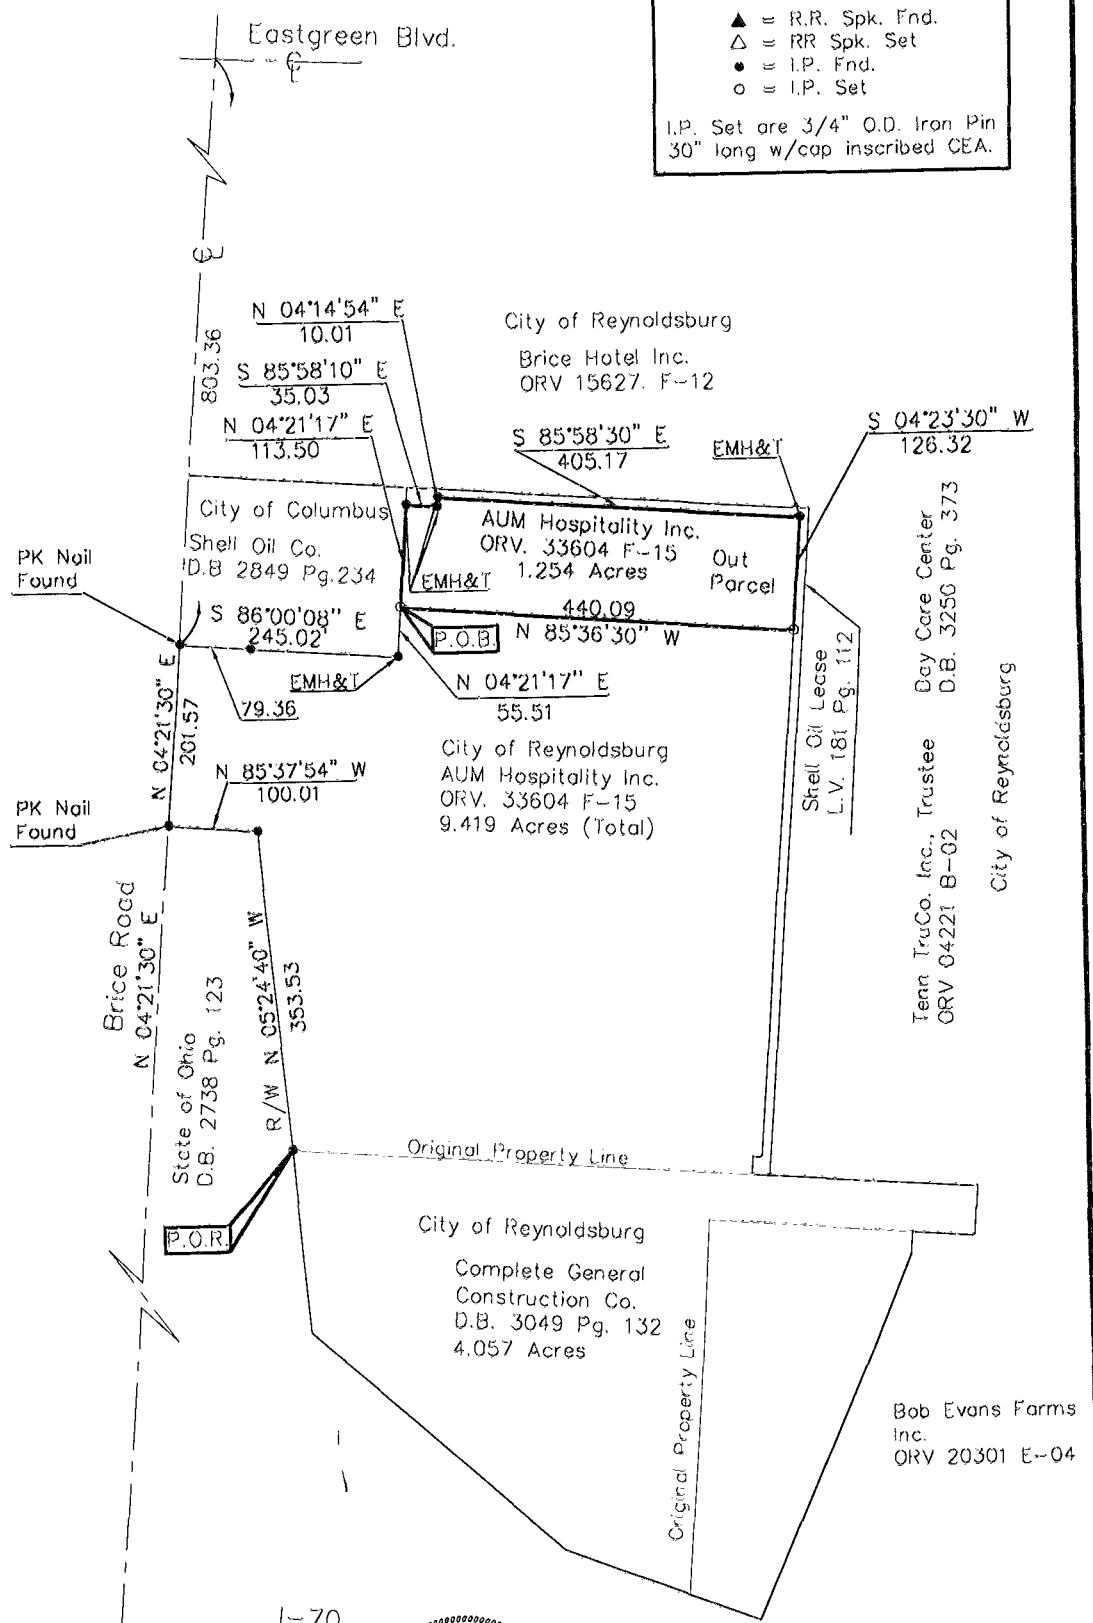 Eastgreen Blvd.
▲ = R.R. Spk. Fnd.
△ = RR Spk. Set
● = I.P. Fnd.
○ = I.P. Set
I.P. Set are 3/4" O.D. Iron Pin
30" long w/cap inscribed CEA.
803.36
N 04°14'54" E
10.01
S 85°58'10" E
35.03
N 04°21'17" E
113.50
City of Reynoldsburg
Brice Hotel Inc.
ORV 15627. F-12
S 85°58'30" E
405.17
EMH&T
S 04°23'30" W
126.32
City of Columbus
Shell Oil Co.
D.B 2849 Pg.234
AUM Hospitality Inc.
ORV. 33604 F-15
1.254 Acres
Out
Parcel
EMH&T
440.09
N 85°36'30" W
P.O.B.
PK Nail
Found
S 86°00'08" E
245.02'
EMH&T
79.36
N 04°21'17" E
55.51
N 04°21'30" E
201.57
N 85°37'54" W
100.01
PK Nail
Found
City of Reynoldsburg
AUM Hospitality Inc.
ORV. 33604 F-15
9.419 Acres (Total)
Shell Oil Lease
L.V. 181 Pg. 112
Day Care Center
D.B. 3250 Pg. 373
Tenn TruCo. Inc., Trustee
ORV 04221 B-02
City of Reynoldsburg
Brice Road
N 04°21'30" E
State of Ohio
D.B. 2738 Pg. 123
R/W N 05°24'40" W
353.53
Original Property Line
P.O.R.
City of Reynoldsburg
Complete General
Construction Co.
D.B. 3049 Pg. 132
4.057 Acres
Original Property Line
Bob Evans Farms
Inc.
ORV 20301 E-04
I-70